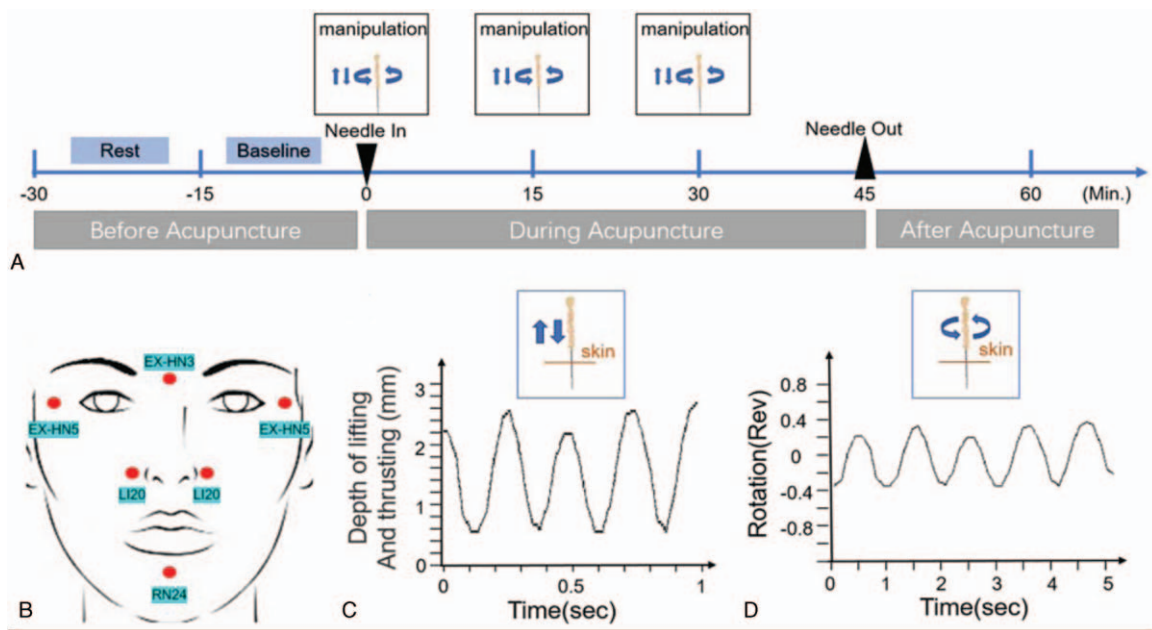 manipulation manipulation manipulation
Needle In
Needle Out
Rest
Baseline
-30 -15 0 15 30 45 60 (Min.)
Before Acupuncture During Acupuncture After Acupuncture
A
EX-HN3
EX-HN5 EX-HN5
LI20 LI20
RN24
B
skin
Depth of lifting
And thrusting (mm)
3
2
1
0
0 0.5 1
Time(sec)
C
skin
Rotation(Rev)
0.8
0.4
0
-0.4
-0.8
0 1 2 3 4 5
Time(sec)
D